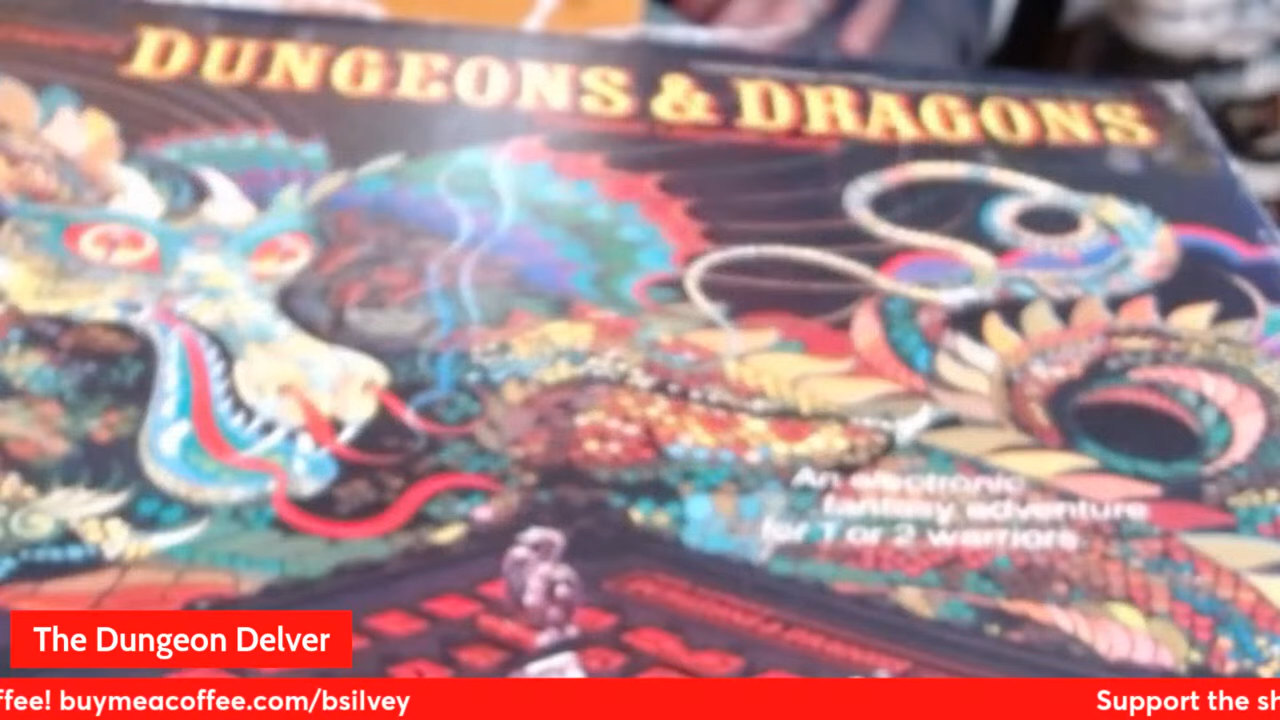 DUNGEONS & DRAGONS
An electronic
fantasy adventure
for 1 or 2 warriors
The Dungeon Delver
ffee! buymeacoffee.com/bsilvey
Support the sh